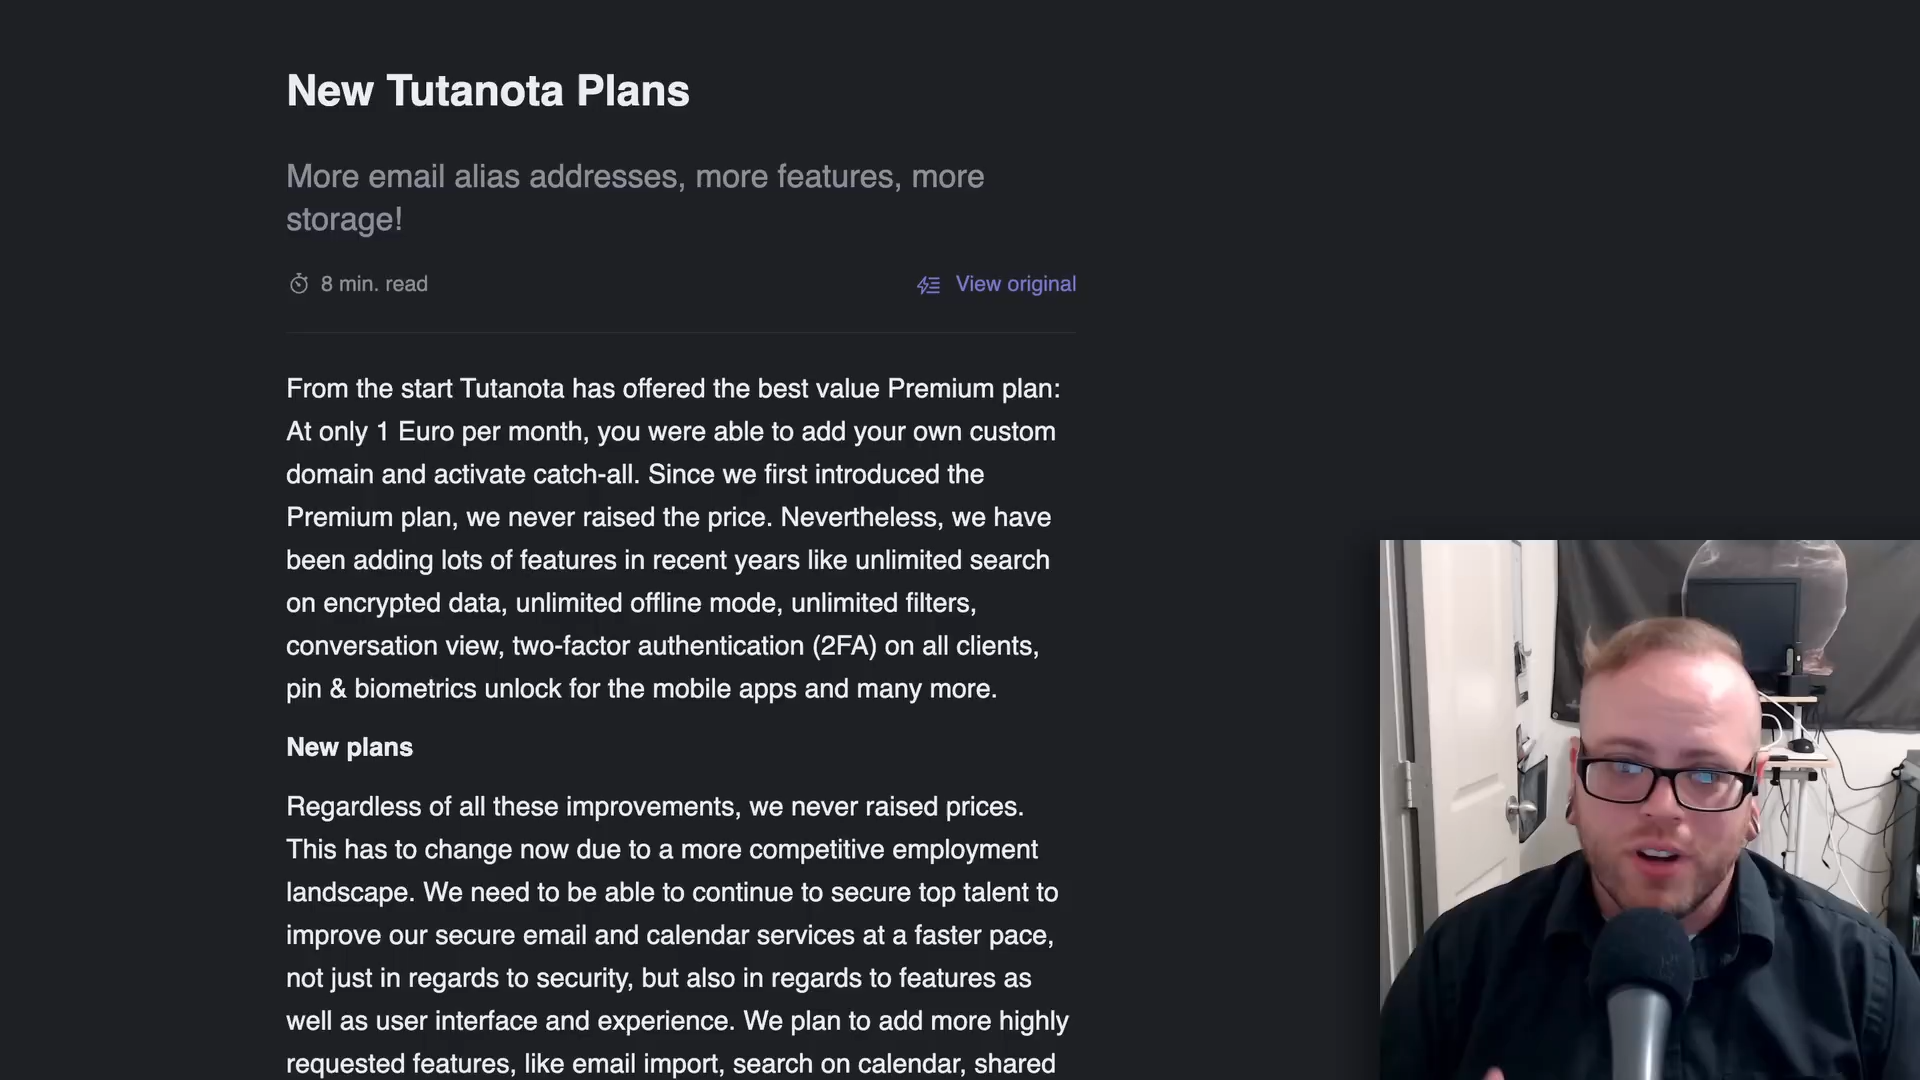 New Tutanota Plans
More email alias addresses, more features, more
storage!
8 min. read
View original
From the start Tutanota has offered the best value Premium plan:
At only 1 Euro per month, you were able to add your own custom
domain and activate catch-all. Since we first introduced the
Premium plan, we never raised the price. Nevertheless, we have
been adding lots of features in recent years like unlimited search
on encrypted data, unlimited offline mode, unlimited filters,
conversation view, two-factor authentication (2FA) on all clients,
pin & biometrics unlock for the mobile apps and many more.
New plans
Regardless of all these improvements, we never raised prices.
This has to change now due to a more competitive employment
landscape. We need to be able to continue to secure top talent to
improve our secure email and calendar services at a faster pace,
not just in regards to security, but also in regards to features as
well as user interface and experience. We plan to add more highly
requested features, like email import, search on calendar, shared